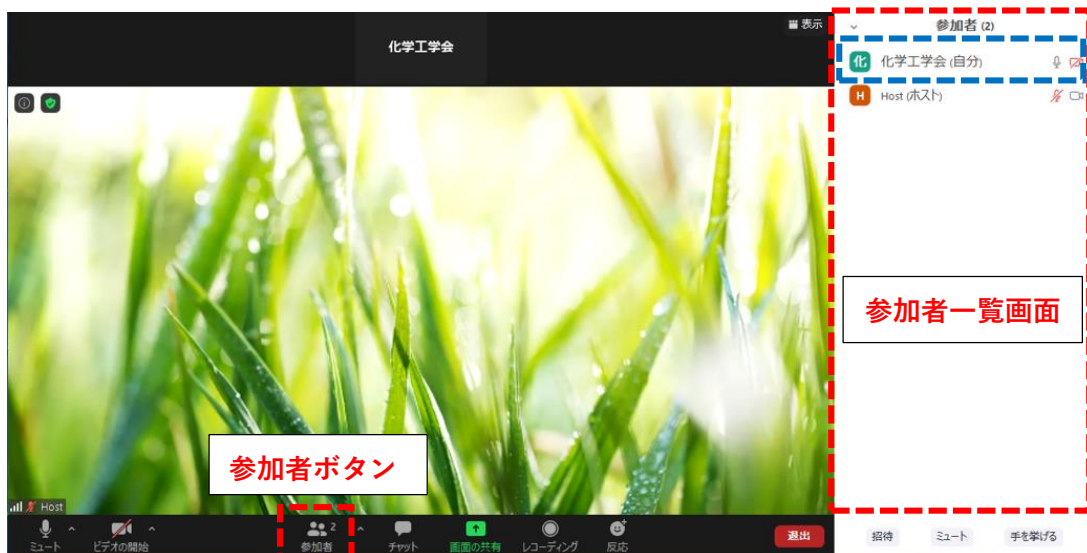 表示
化学工学会
参加者 (2)
化 化学工学会 (自分)
H Host (ホスト)
参加者一覧画面
参加者ボタン
Host
ミュート
ビデオの開始
参加者 2
チャット
画面の共有
レコーディング
反応
退出
招待
ミュート
手を挙げる